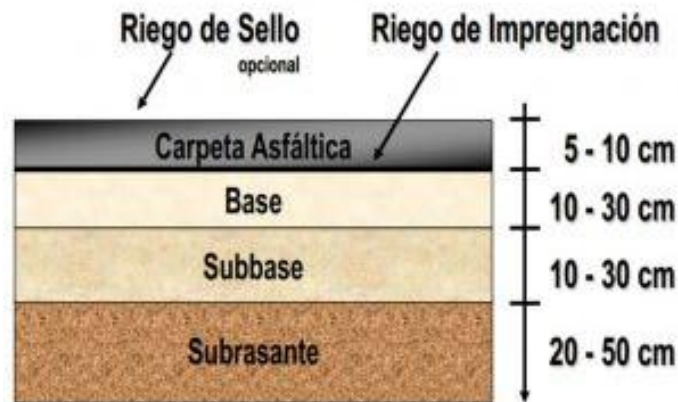 Riego de Sello
opcional
Riego de Impregnación
Carpeta Asfáltica
5 - 10 cm
Base
10 - 30 cm
Subbase
10 - 30 cm
Subrasante
20 - 50 cm